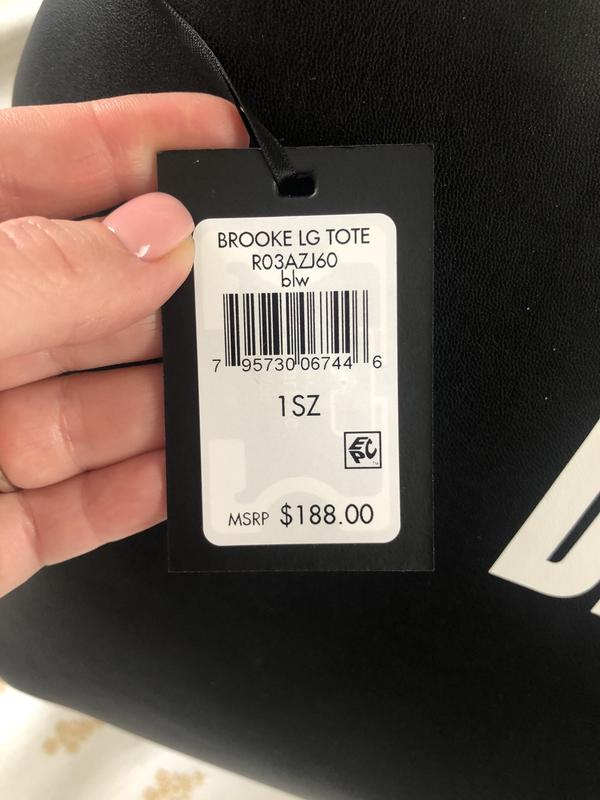 BROOKE LG TOTE
R03AZJ60
blw
7 95730 06744 6
1SZ
EPC
MSRP $188.00